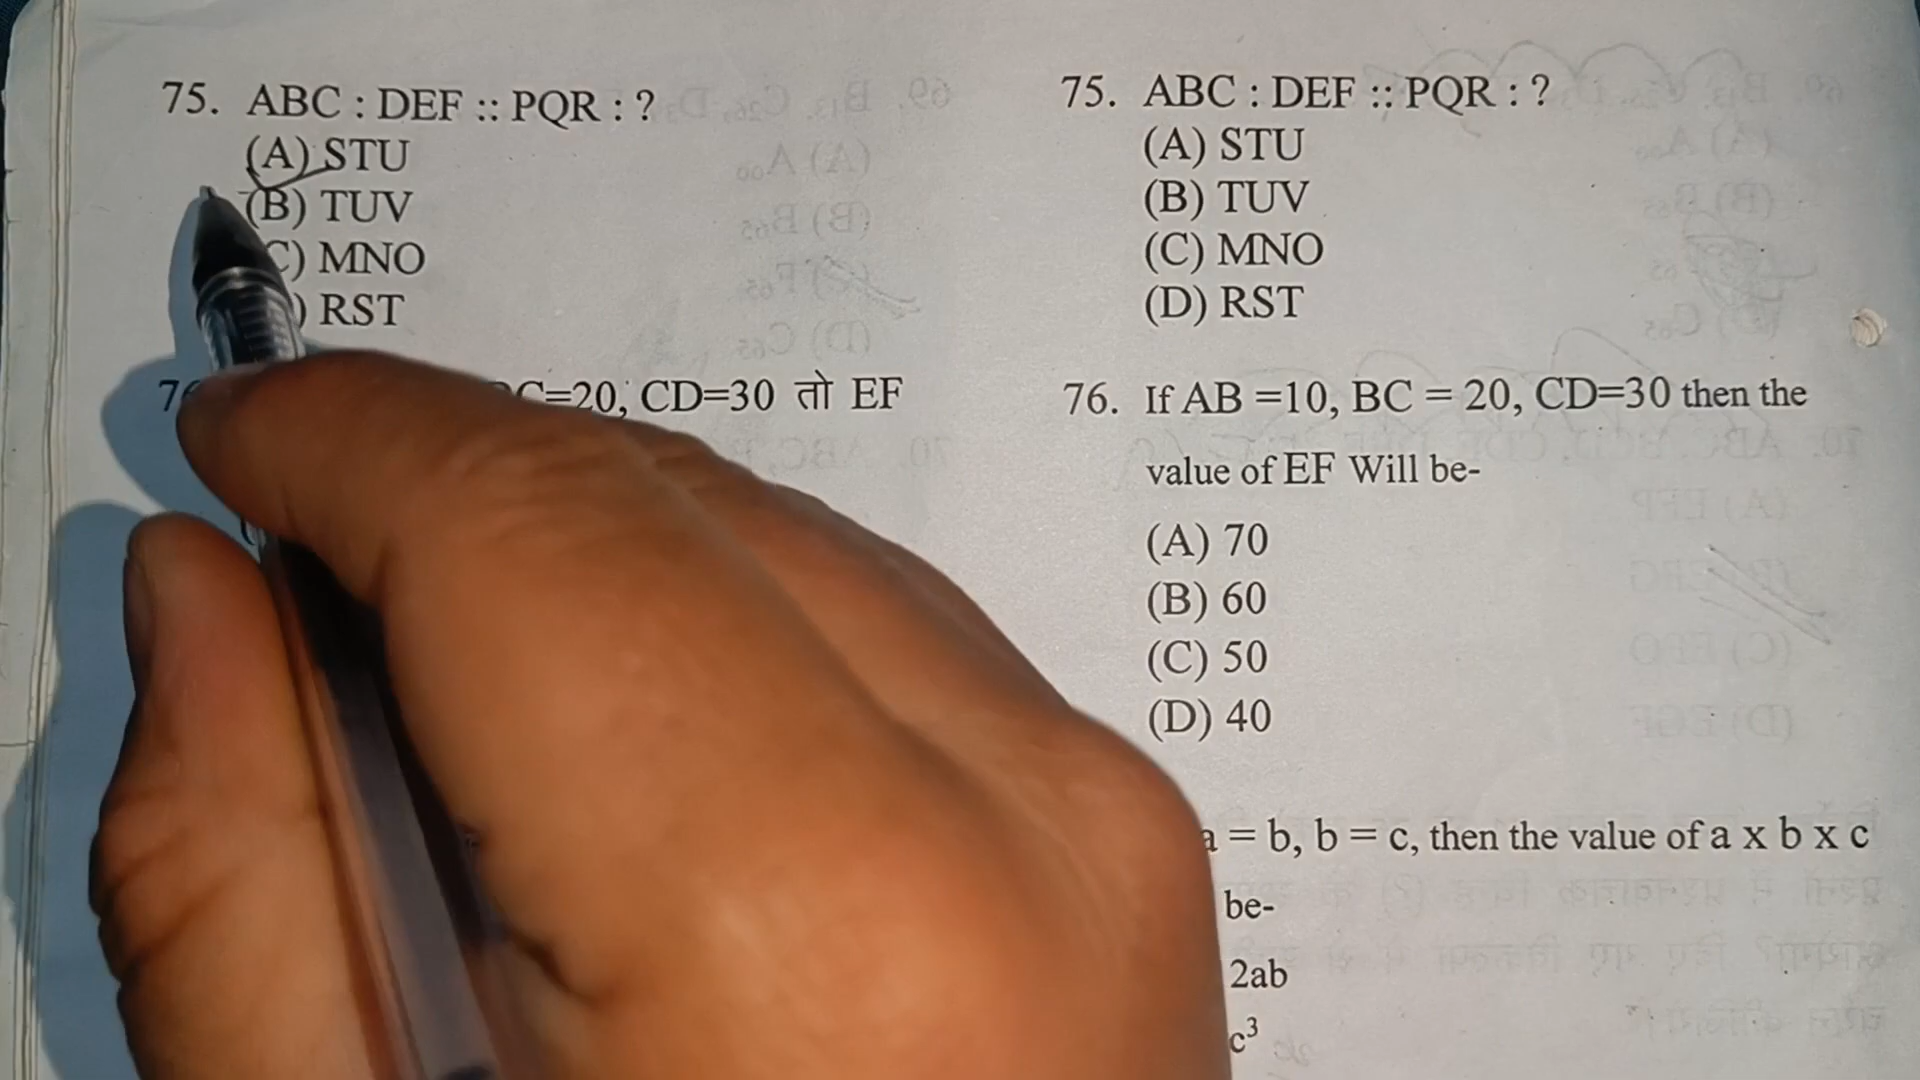 75. ABC : DEF :: PQR : ?
(A) STU
(B) TUV
C) MNO
) RST
C=20, CD=30 तो EF
75. ABC : DEF :: PQR : ?
(A) STU
(B) TUV
(C) MNO
(D) RST
76. If AB =10, BC = 20, CD=30 then the
value of EF Will be-
(A) 70
(B) 60
(C) 50
(D) 40
a = b, b = c, then the value of a x b x c
be-
2ab
c³